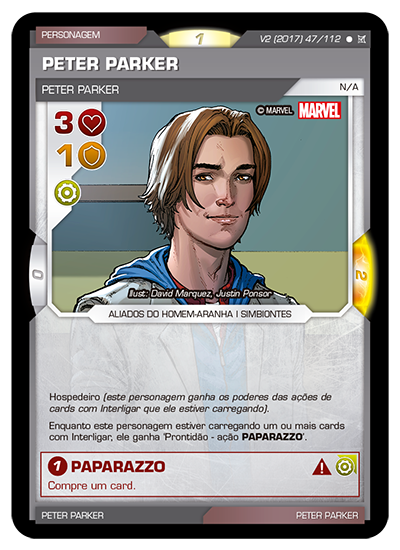 PERSONAGEM
1
V2 (2017) 47/112
PETER PARKER
PETER PARKER
N/A
© MARVEL MARVEL
3
1
0
2
Ilust: David Marquez, Justin Ponsor
ALIADOS DO HOMEM-ARANHA | SIMBIONTES
Hospedeiro (este personagem ganha os poderes das ações de
cards com Interligar que ele estiver carregando).
Enquanto este personagem estiver carregando um ou mais cards
com Interligar, ele ganha 'Prontidão - ação PAPARAZZO'.
1 PAPARAZZO
Compre um card.
PETER PARKER
PETER PARKER